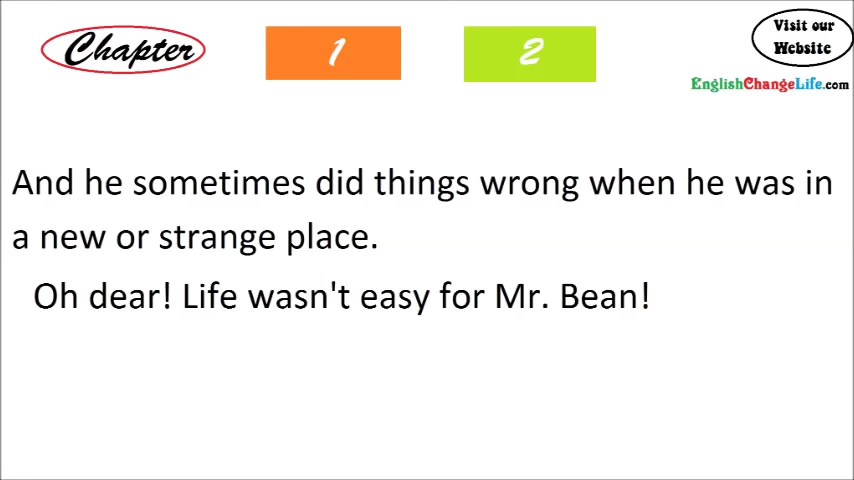 Chapter 1 2
Visit our
Website
EnglishChangeLife.com
And he sometimes did things wrong when he was in
a new or strange place.
Oh dear! Life wasn't easy for Mr. Bean!